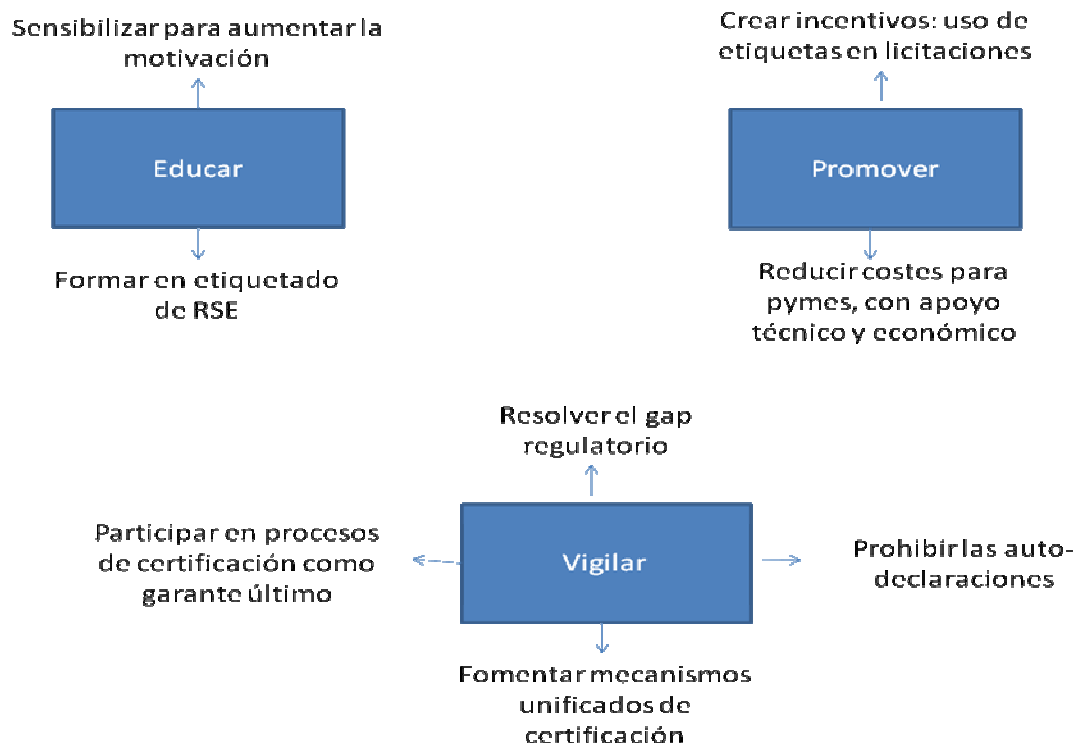 Sensibilizar para aumentar la
motivación
Educar
Formar en etiquetado
de RSE
Crear incentivos: uso de
etiquetas en licitaciones
Promover
Reducir costes para
pymes, con apoyo
técnico y económico
Resolver el gap
regulatorio
Participar en procesos
de certificación como
garante último
Vigilar
Prohibir las auto-
declaraciones
Fomentar mecanismos
unificados de
certificación